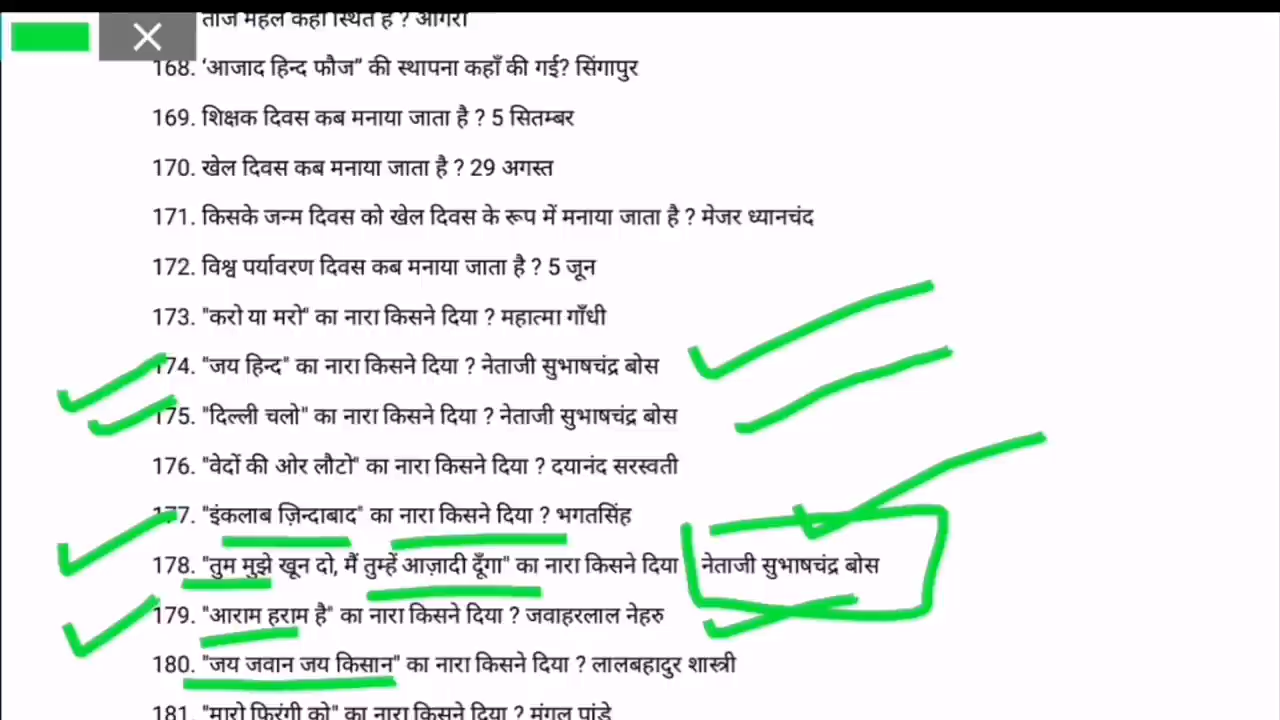 ताज महल कहाँ स्थित है ? आगरा
168. ‘आजाद हिन्द फौज” की स्थापना कहाँ की गई? सिंगापुर
169. शिक्षक दिवस कब मनाया जाता है ? 5 सितम्बर
170. खेल दिवस कब मनाया जाता है ? 29 अगस्त
171. किसके जन्म दिवस को खेल दिवस के रूप में मनाया जाता है ? मेजर ध्यानचंद
172. विश्व पर्यावरण दिवस कब मनाया जाता है ? 5 जून
173. "करो या मरो" का नारा किसने दिया ? महात्मा गाँधी
174. "जय हिन्द" का नारा किसने दिया ? नेताजी सुभाषचंद्र बोस
175. "दिल्ली चलो" का नारा किसने दिया ? नेताजी सुभाषचंद्र बोस
176. "वेदों की ओर लौटो" का नारा किसने दिया ? दयानंद सरस्वती
177. "इंकलाब ज़िन्दाबाद" का नारा किसने दिया ? भगतसिंह
178. "तुम मुझे खून दो, मैं तुम्हें आज़ादी दूँगा" का नारा किसने दिया नेताजी सुभाषचंद्र बोस
179. "आराम हराम है" का नारा किसने दिया ? जवाहरलाल नेहरु
180. "जय जवान जय किसान" का नारा किसने दिया ? लालबहादुर शास्त्री
181. "मारो फिरंगी को" का नारा किसने दिया ? मंगल पांडे